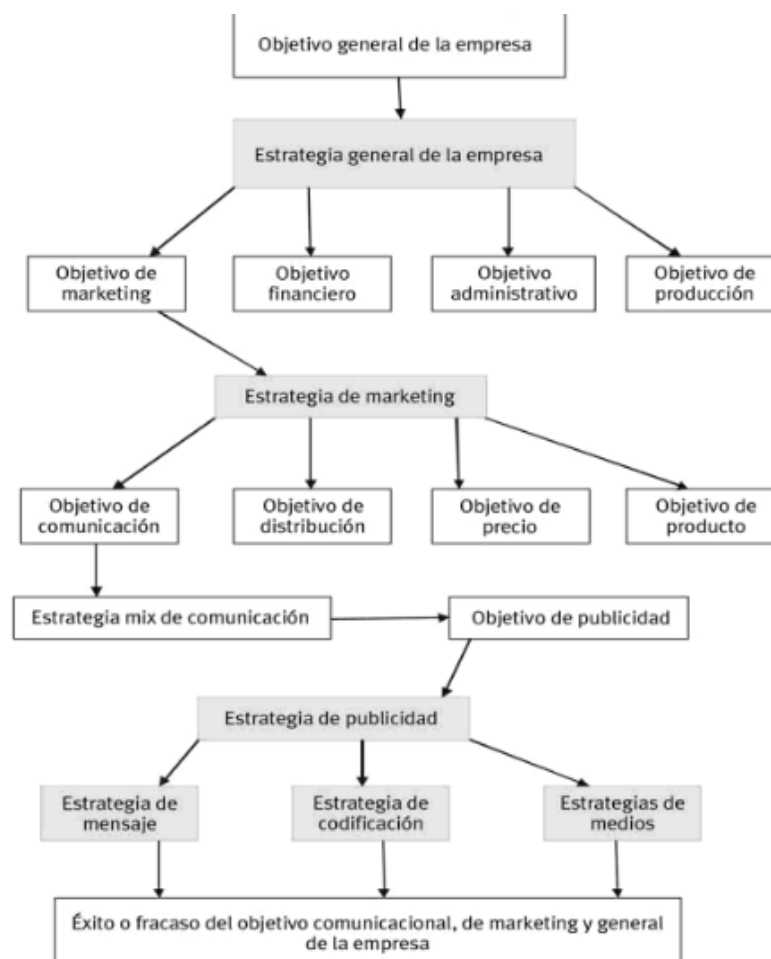 Objetivo general de la empresa
Estrategia general de la empresa
Objetivo de
marketing
Objetivo
financiero
Objetivo
administrativo
Objetivo de
producción
Estrategia de marketing
Objetivo de
comunicación
Objetivo de
distribución
Objetivo de
precio
Objetivo de
producto
Estrategia mix de comunicación
Objetivo de publicidad
Estrategia de publicidad
Estrategia de
mensaje
Estrategia de
codificación
Estrategias de
medios
Éxito o fracaso del objetivo comunicacional, de marketing y general
de la empresa